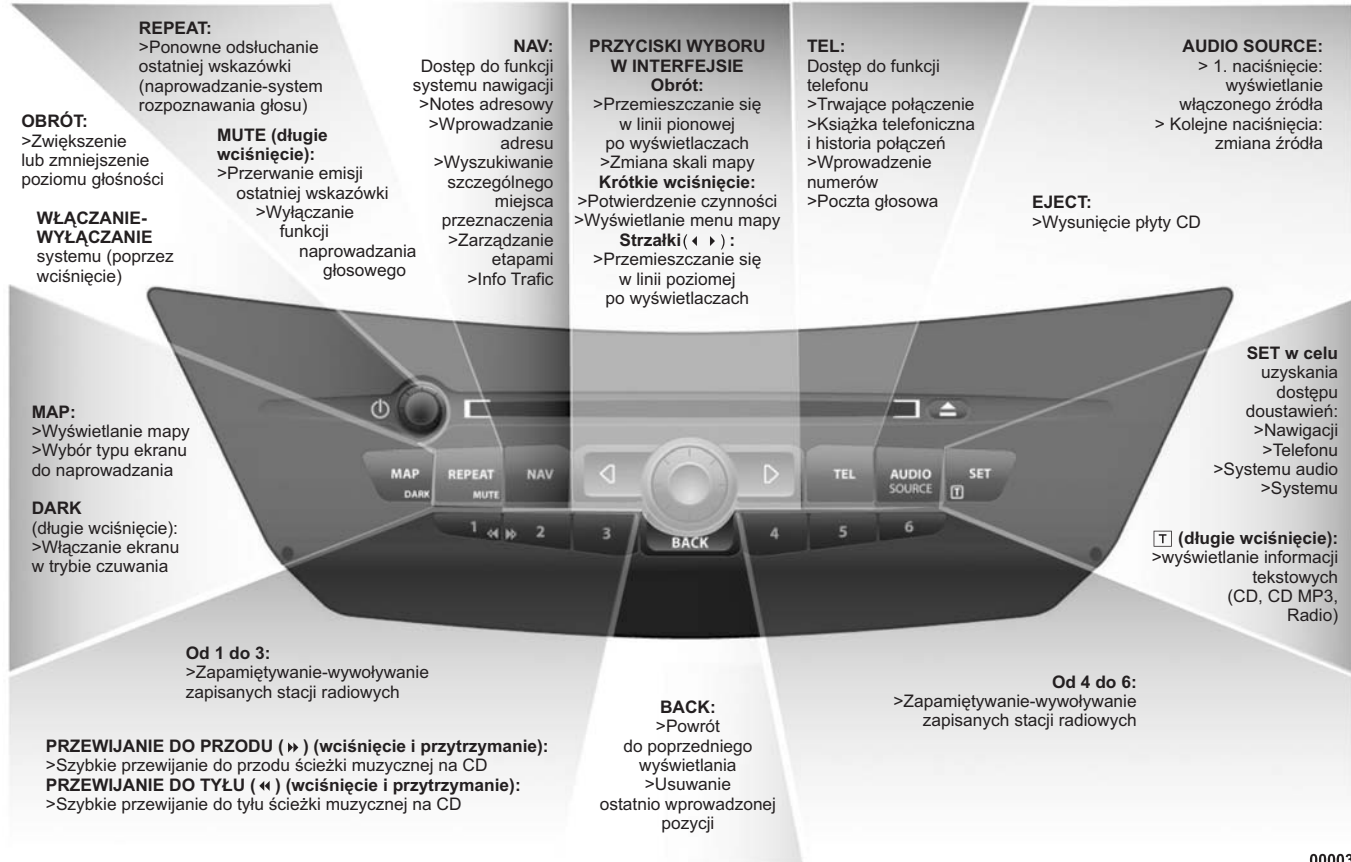 REPEAT:
>Ponowne odsłuchanie
ostatniej wskazówki
(naprowadzanie-system
rozpoznawania głosu)
OBRÓT:
>Zwiększenie
lub zmniejszenie
poziomu głośności
WŁĄCZANIE-
WYŁĄCZANIE
systemu (poprzez
wciśnięcie)
MUTE (długie
wciśnięcie):
>Przerwanie emisji
ostatniej wskazówki
>Wyłączanie
funkcji
naprowadzania
głosowego
NAV:
Dostęp do funkcji
systemu nawigacji
>Notes adresowy
>Wprowadzanie
adresu
>Wyszukiwanie
szczególnego
miejsca
przeznaczenia
>Zarządzanie
etapami
>Info Trafic
PRZYCISKI WYBORU
W INTERFEJSIE
Obrót:
>Przemieszczanie się
w linii pionowej
po wyświetlaczach
>Zmiana skali mapy
Krótkie wciśnięcie:
>Potwierdzenie czynności
>Wyświetlanie menu mapy
Strzałki(◂ ▸) :
>Przemieszczanie się
w linii poziomej
po wyświetlaczach
TEL:
Dostęp do funkcji
telefonu
>Trwające połączenie
>Książka telefoniczna
i historia połączeń
>Wprowadzenie
numerów
>Poczta głosowa
AUDIO SOURCE:
> 1. naciśnięcie:
wyświetlanie
włączonego źródła
> Kolejne naciśnięcia:
zmiana źródła
EJECT:
>Wysunięcie płyty CD
MAP:
>Wyświetlanie mapy
>Wybór typu ekranu
do naprowadzania
DARK
(długie wciśnięcie):
>Włączanie ekranu
w trybie czuwania
MAP
DARK
REPEAT
MUTE
NAV
TEL
AUDIO
SOURCE
SET
T
1
2
3
BACK
4
5
6
SET w celu
uzyskania
dostępu
doustawień:
>Nawigacji
>Telefonu
>Systemu audio
>Systemu
T (długie wciśnięcie):
>wyświetlanie informacji
tekstowych
(CD, CD MP3,
Radio)
Od 1 do 3:
>Zapamiętywanie-wywoływanie
zapisanych stacji radiowych
PRZEWIJANIE DO PRZODU (▸▸) (wciśnięcie i przytrzymanie):
>Szybkie przewijanie do przodu ścieżki muzycznej na CD
PRZEWIJANIE DO TYŁU (◂◂) (wciśnięcie i przytrzymanie):
>Szybkie przewijanie do tyłu ścieżki muzycznej na CD
BACK:
>Powrót
do poprzedniego
wyświetlania
>Usuwanie
ostatnio wprowadzonej
pozycji
Od 4 do 6:
>Zapamiętywanie-wywoływanie
zapisanych stacji radiowych
00003